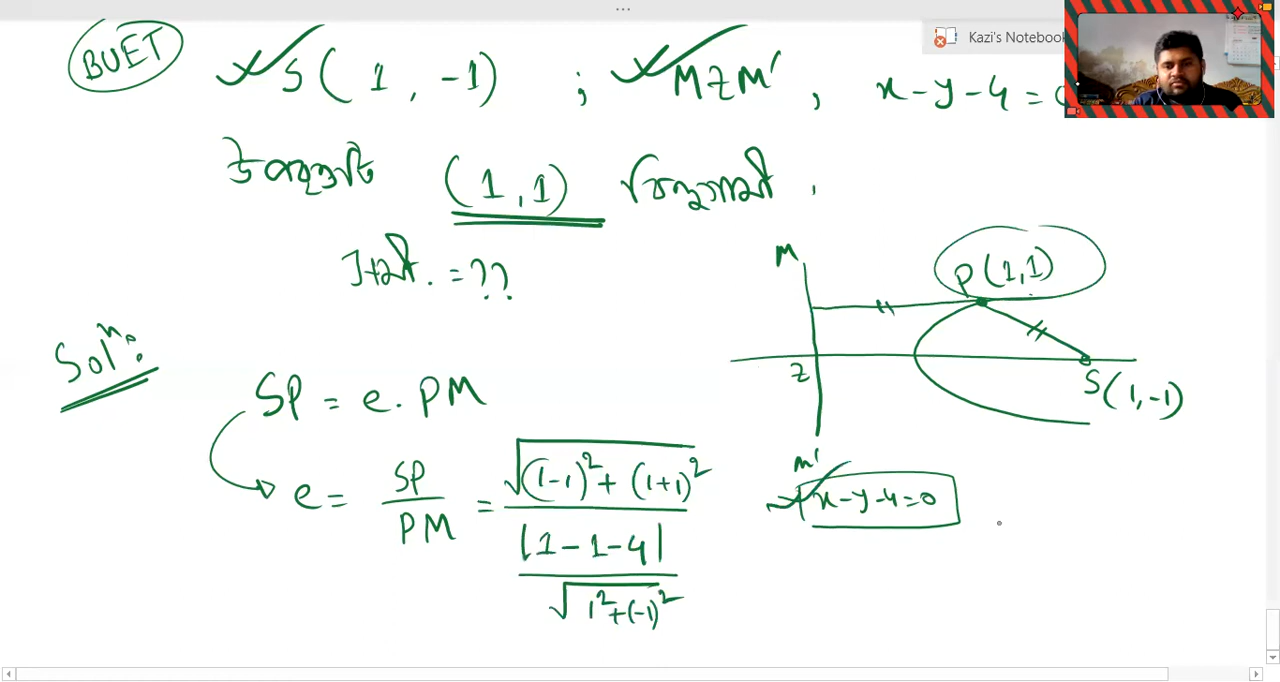 ...
Kazi's Notebook
BUET S(1, -1) ; MZM' , x-y-4=0
(1,1)
= ??
M
P(1,1)
Solⁿ:
Z
S(1,-1)
SP = e. PM
M'
e = SP/PM = √((1-1)²+(1+1)²) / (|1-1-4| / √(1²+(-1)²))
x-y-4=0